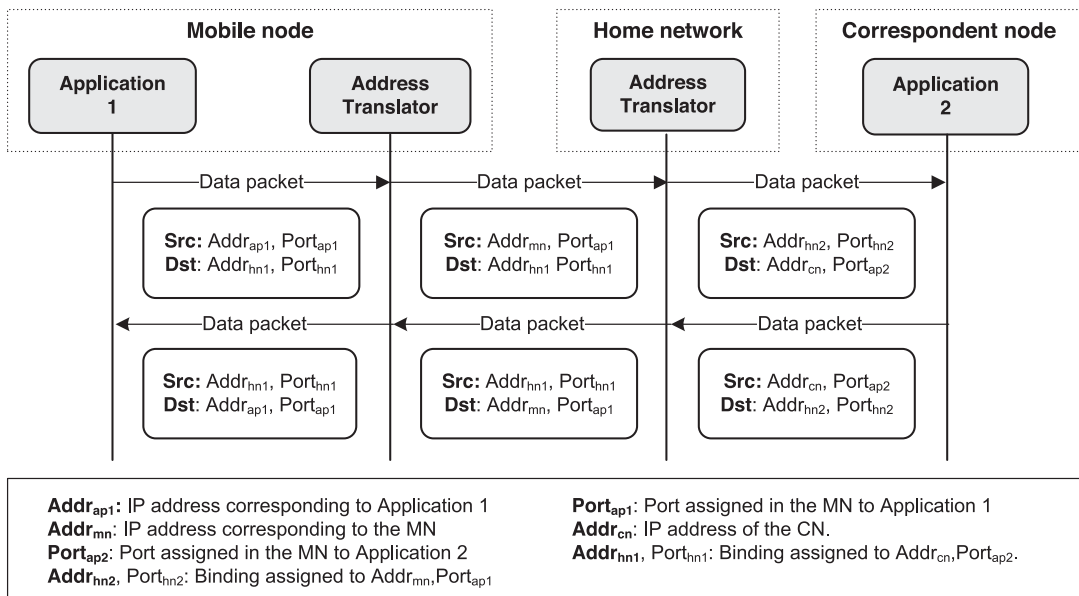 Mobile node
Home network
Correspondent node
Application
1
Address
Translator
Address
Translator
Application
2
Data packet
Data packet
Data packet
Src: Addrap1, Portap1
Dst: Addrhn1, Porthn1
Src: Addrmn, Portap1
Dst: Addrhn1 Porthn1
Src: Addrhn2, Porthn2
Dst: Addrcn, Portap2
Data packet
Data packet
Data packet
Src: Addrhn1, Porthn1
Dst: Addrap1, Portap1
Src: Addrhn1, Porthn1
Dst: Addrmn, Portap1
Src: Addrcn, Portap2
Dst: Addrhn2, Porthn2
Addrap1: IP address corresponding to Application 1
Addrmn: IP address corresponding to the MN
Portap2: Port assigned in the MN to Application 2
Addrhn2, Porthn2: Binding assigned to Addrmn,Portap1
Portap1: Port assigned in the MN to Application 1
Addrcn: IP address of the CN.
Addrhn1, Porthn1: Binding assigned to Addrcn,Portap2.